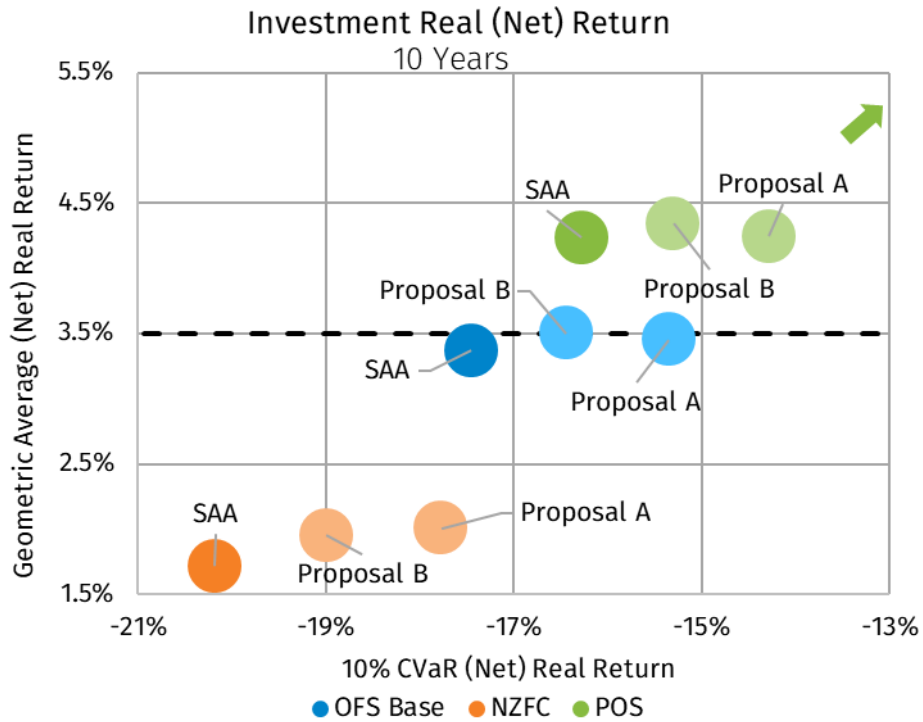 Investment Real (Net) Return
10 Years
Geometric Average (Net) Real Return
5.5%
4.5%
3.5%
2.5%
1.5%
SAA
Proposal A
Proposal B
Proposal B
SAA
Proposal A
SAA
Proposal A
Proposal B
-21%
-19%
-17%
-15%
-13%
10% CVaR (Net) Real Return
OFS Base NZFC POS